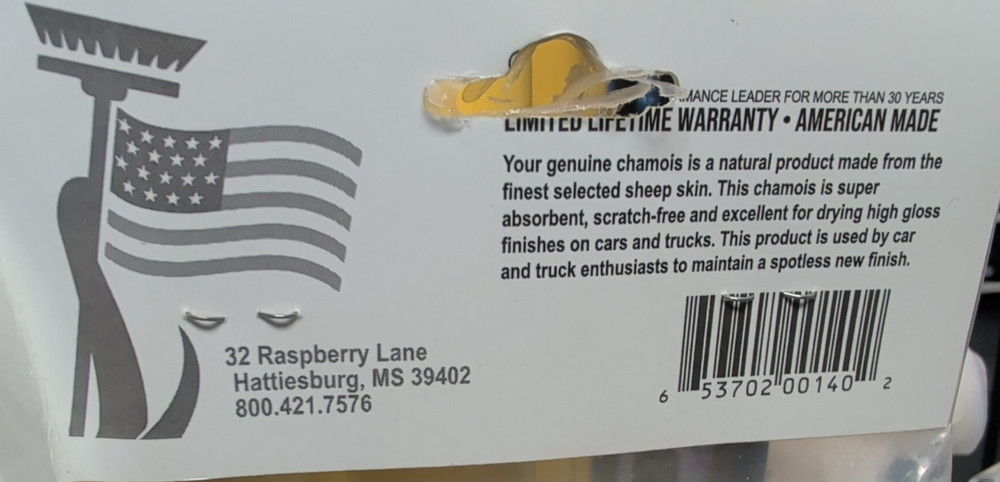 LEADER FOR MORE THAN 30 YEARS
LIMITED LIFETIME WARRANTY • AMERICAN MADE
Your genuine chamois is a natural product made from the
finest selected sheep skin. This chamois is super
absorbent, scratch-free and excellent for drying high gloss
finishes on cars and trucks. This product is used by car
and truck enthusiasts to maintain a spotless new finish.
32 Raspberry Lane
Hattiesburg, MS 39402
800.421.7576
6 53702 00140 2